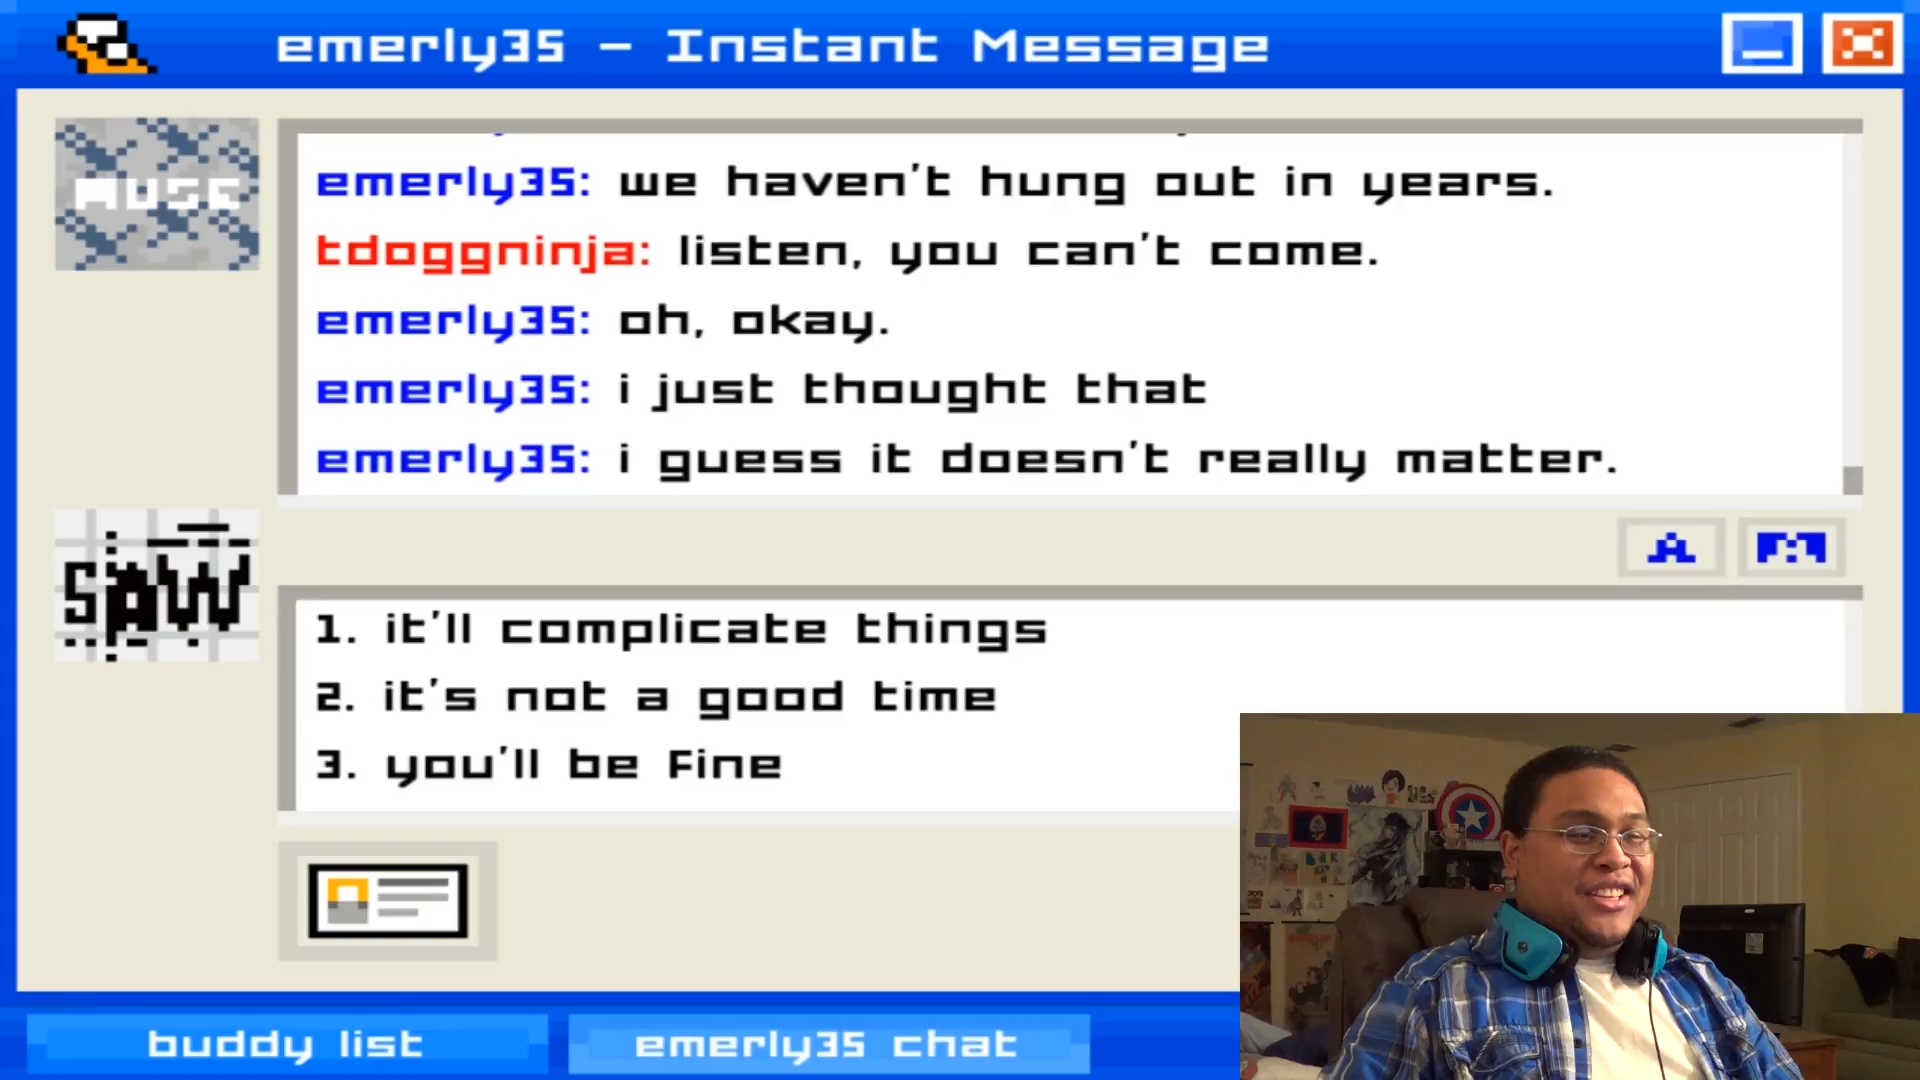 emerly35 - Instant Message
MUSE
emerly35: we haven't hung out in years.
tdoggninja: listen, you can't come.
emerly35: oh, okay.
emerly35: i just thought that
emerly35: i guess it doesn't really matter.
SAW
A
1. it'll complicate things
2. it's not a good time
3. you'll be fine
buddy list
emerly35 chat